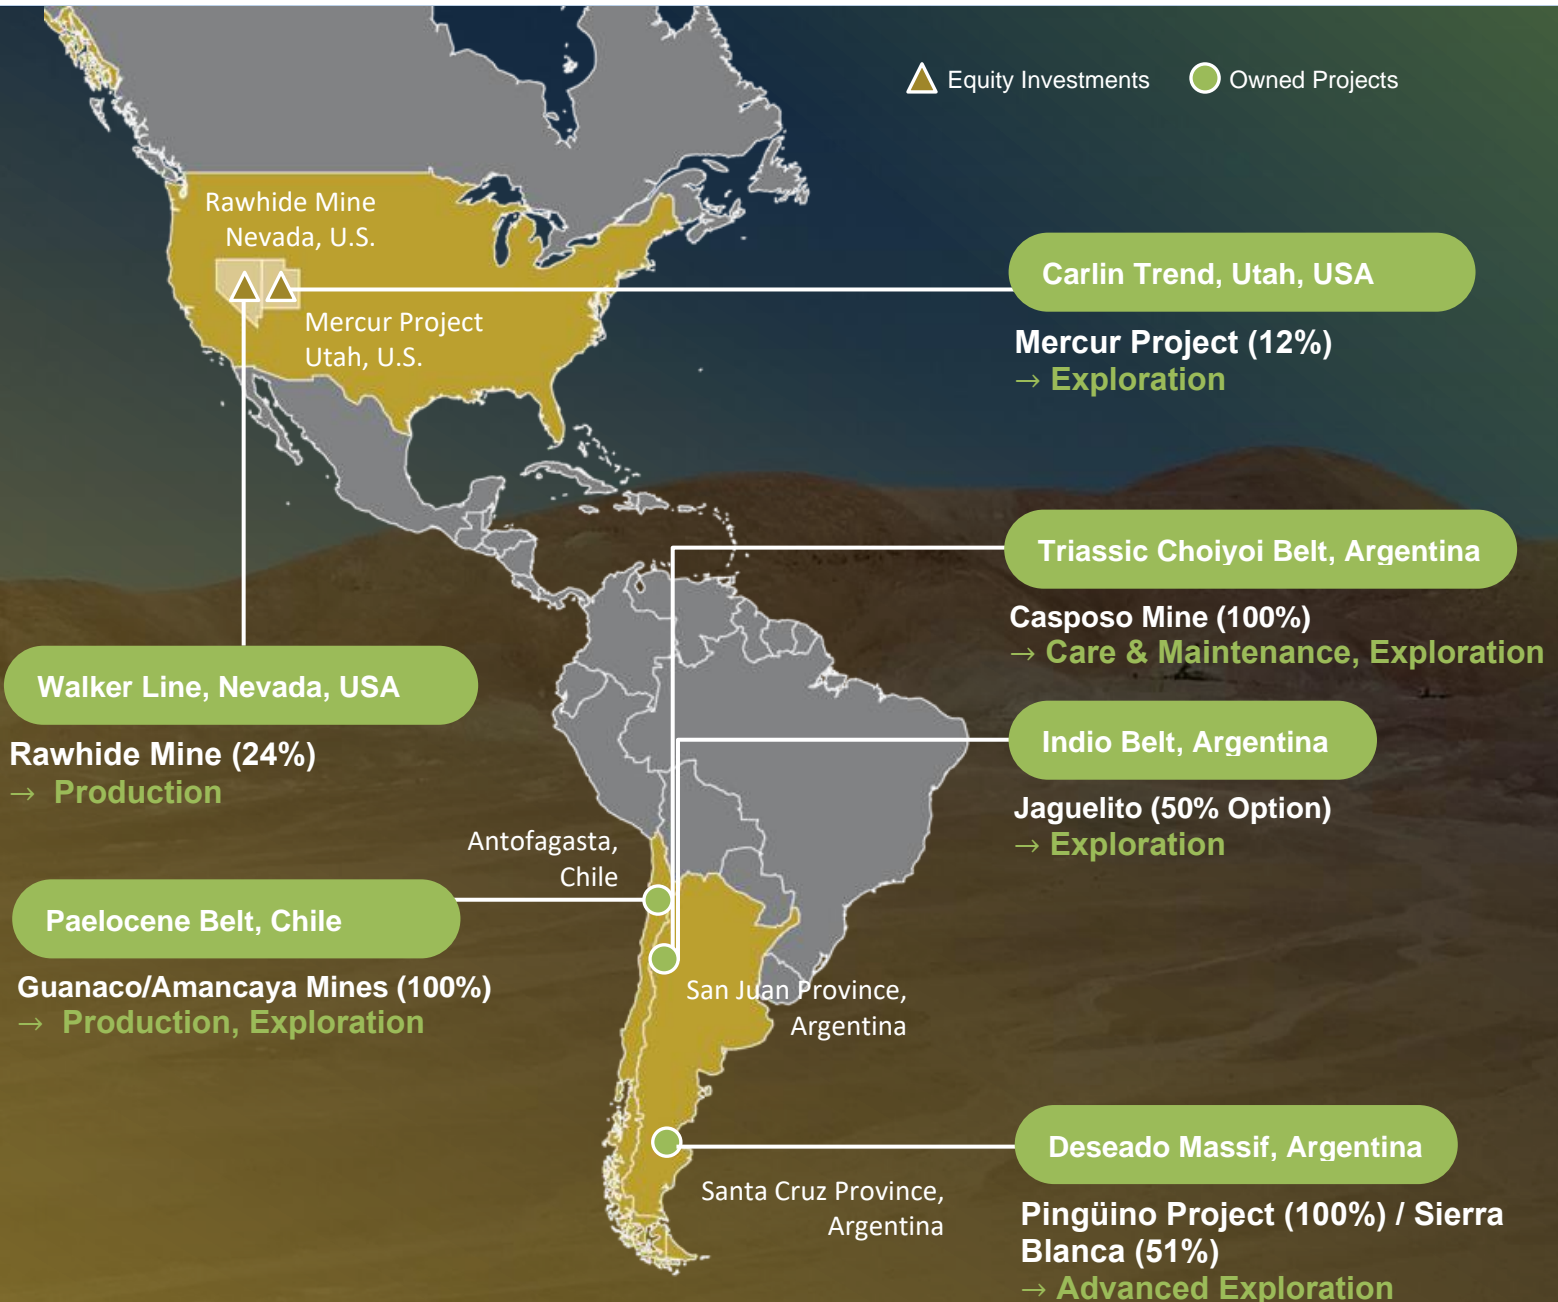 Equity Investments
Owned Projects
Rawhide Mine
Nevada, U.S.
Mercur Project
Utah, U.S.
Carlin Trend, Utah, USA
Mercur Project (12%)
→ Exploration
Triassic Choiyoi Belt, Argentina
Casposo Mine (100%)
→ Care & Maintenance, Exploration
Walker Line, Nevada, USA
Rawhide Mine (24%)
→ Production
Indio Belt, Argentina
Jaguelito (50% Option)
→ Exploration
Antofagasta,
Chile
Paelocene Belt, Chile
Guanaco/Amancaya Mines (100%)
→ Production, Exploration
San Juan Province,
Argentina
Deseado Massif, Argentina
Santa Cruz Province,
Argentina
Pingüino Project (100%) / Sierra
Blanca (51%)
→ Advanced Exploration